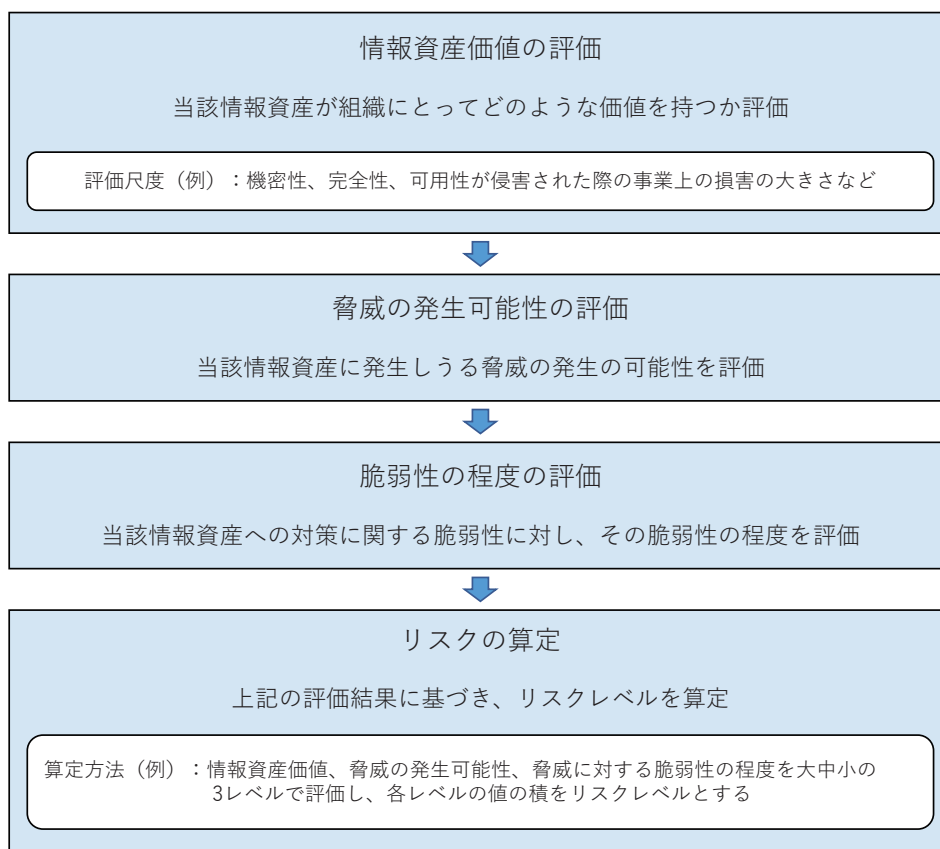 情報資産価値の評価
当該情報資産が組織にとってどのような価値を持つか評価
評価尺度（例）：機密性、完全性、可用性が侵害された際の事業上の損害の大きさなど
脅威の発生可能性の評価
当該情報資産に発生しうる脅威の発生の可能性を評価
脆弱性の程度の評価
当該情報資産への対策に関する脆弱性に対し、その脆弱性の程度を評価
リスクの算定
上記の評価結果に基づき、リスクレベルを算定
算定方法（例）：情報資産価値、脅威の発生可能性、脅威に対する脆弱性の程度を大中小の
3レベルで評価し、各レベルの値の積をリスクレベルとする